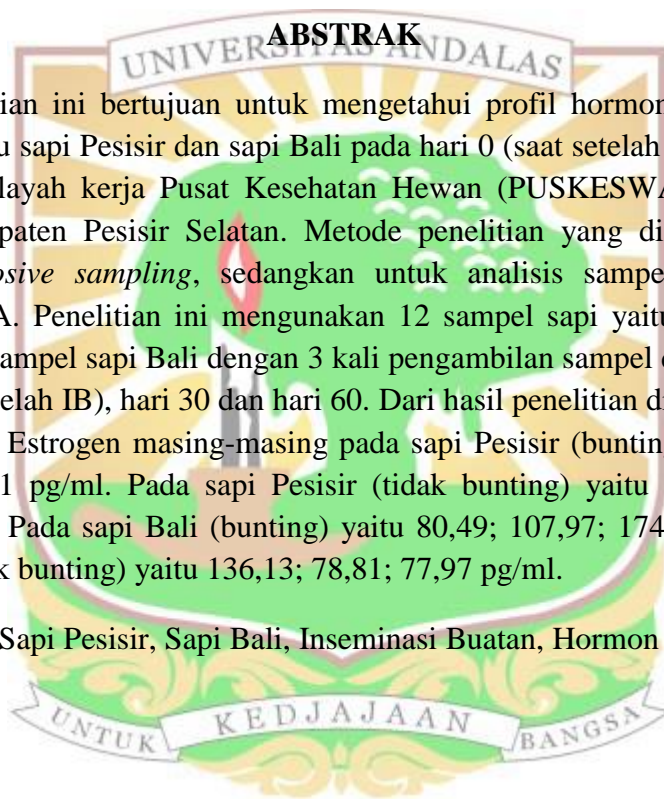 ABSTRAK
UNIVERSITAS ANDALAS
ian ini bertujuan untuk mengetahui profil hormon
u sapi Pesisir dan sapi Bali pada hari 0 (saat setelah
layah kerja Pusat Kesehatan Hewan (PUSKESWA
paten Pesisir Selatan. Metode penelitian yang di
osive sampling, sedangkan untuk analisis sampe
A. Penelitian ini mengunakan 12 sampel sapi yaitu
sampel sapi Bali dengan 3 kali pengambilan sampel
elah IB), hari 30 dan hari 60. Dari hasil penelitian di
Estrogen masing-masing pada sapi Pesisir (bunting
1 pg/ml. Pada sapi Pesisir (tidak bunting) yaitu
Pada sapi Bali (bunting) yaitu 80,49; 107,97; 174
k bunting) yaitu 136,13; 78,81; 77,97 pg/ml.
Sapi Pesisir, Sapi Bali, Inseminasi Buatan, Hormon
UNTUK KEDJAJAAN BANGSA